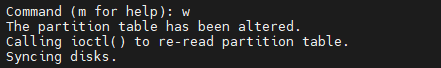 Command (m for help): w
The partition table has been altered.
Calling ioctl() to re-read partition table.
Syncing disks.